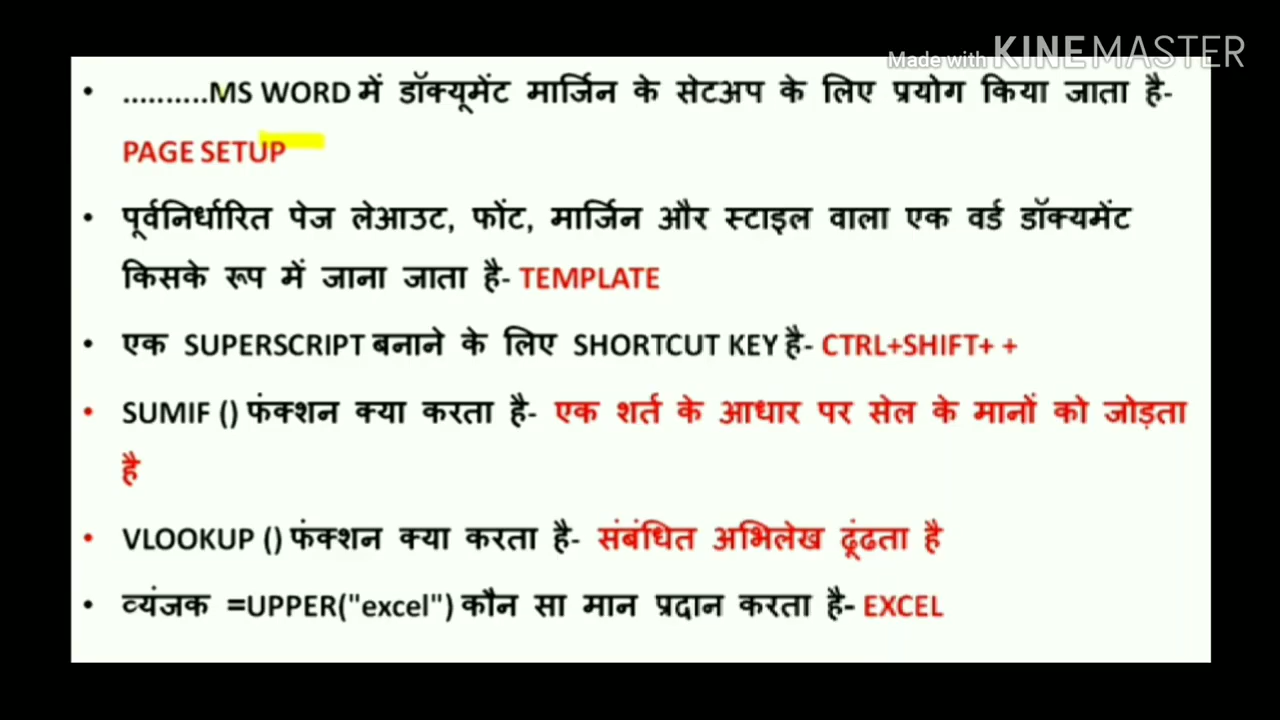 Made with KINEMASTER
• ..........MS WORD में डॉक्यूमेंट मार्जिन के सेटअप के लिए प्रयोग किया जाता है-
PAGE SETUP
• पूर्वनिर्धारित पेज लेआउट, फोंट, मार्जिन और स्टाइल वाला एक वर्ड डॉक्यमेंट
किसके रूप में जाना जाता है- TEMPLATE
• एक SUPERSCRIPT बनाने के लिए SHORTCUT KEY है- CTRL+SHIFT+ +
• SUMIF () फंक्शन क्या करता है- एक शर्त के आधार पर सेल के मानों को जोड़ता
है
• VLOOKUP () फंक्शन क्या करता है- संबंधित अभिलेख ढूंढता है
• व्यंजक =UPPER("excel") कौन सा मान प्रदान करता है- EXCEL